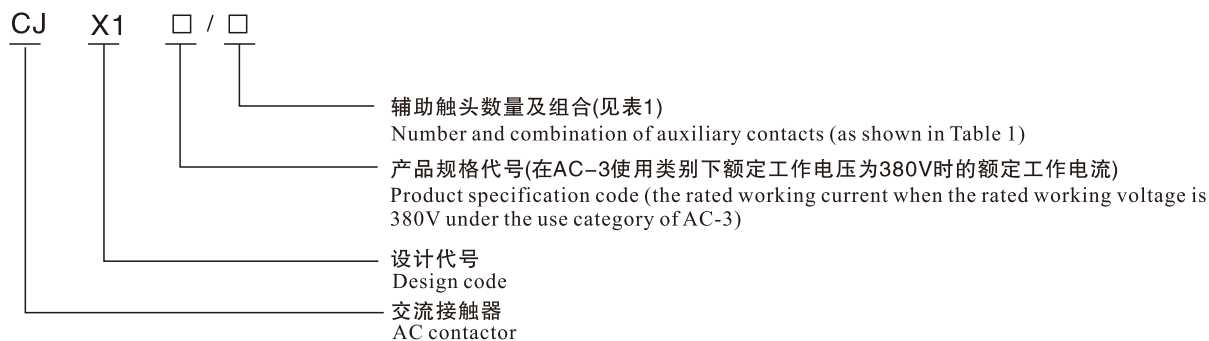 CJ X1 □ / □
辅助触头数量及组合(见表1)
Number and combination of auxiliary contacts (as shown in Table 1)
产品规格代号(在AC-3使用类别下额定工作电压为380V时的额定工作电流)
Product specification code (the rated working current when the rated working voltage is
380V under the use category of AC-3)
设计代号
Design code
交流接触器
AC contactor